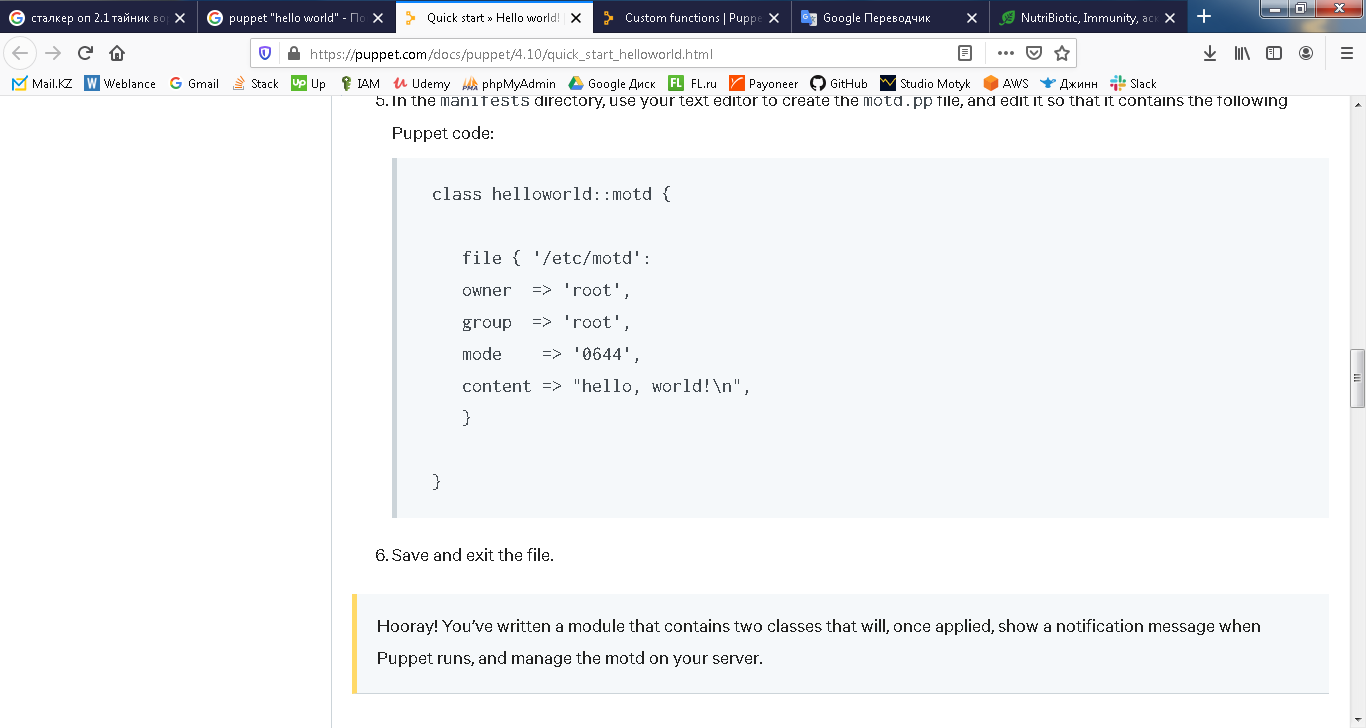 сталкер оп 2.1 тайник вор
puppet "hello world" - По
Quick start » Hello world!
Custom functions | Puppe
Google Переводчик
NutriBiotic, Immunity, аск
https://puppet.com/docs/puppet/4.10/quick_start_helloworld.html
Mail.KZ
Weblance
Gmail
Stack
Up
IAM
Udemy
phpMyAdmin
Google Диск
FL.ru
Payoneer
GitHub
Studio Motyk
AWS
Джинн
Slack
5. In the manifests directory, use your text editor to create the motd.pp file, and edit it so that it contains the following
Puppet code:
class helloworld::motd {
file { '/etc/motd':
owner => 'root',
group => 'root',
mode => '0644',
content => "hello, world!\n",
}
}
6. Save and exit the file.
Hooray! You’ve written a module that contains two classes that will, once applied, show a notification message when
Puppet runs, and manage the motd on your server.